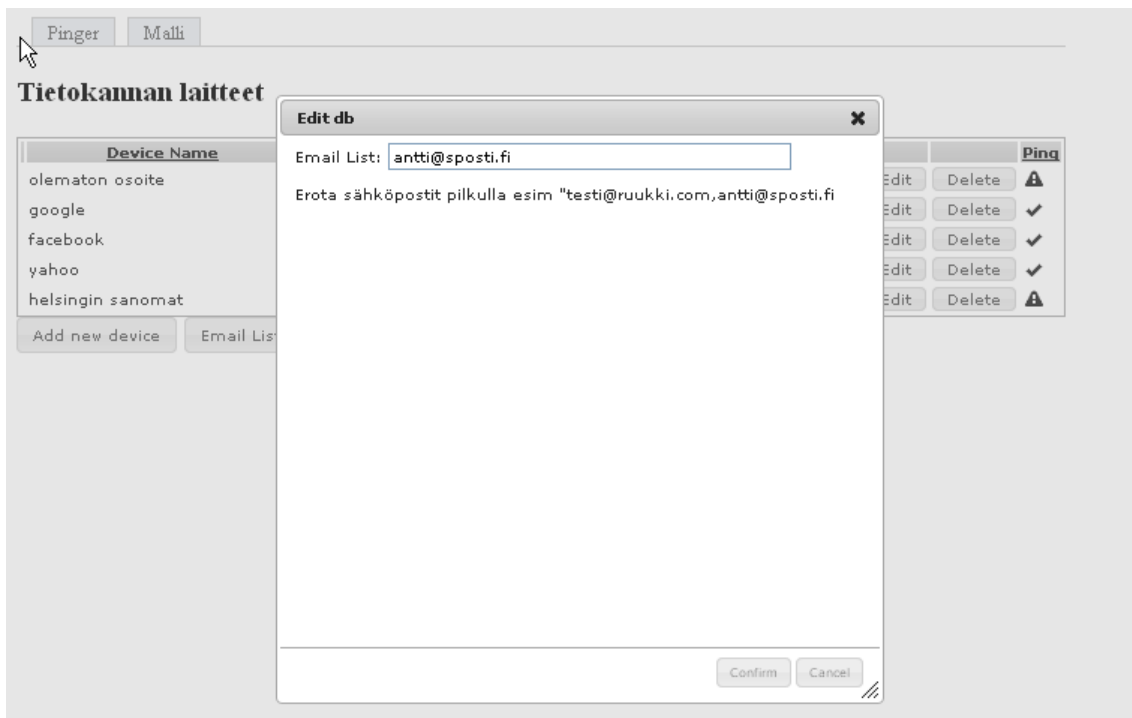 Pinger Malli
Tietokannan laitteet
Edit db
Email List: antti@sposti.fi
Erota sähköpostit pilkulla esim "testi@ruukki.com,antti@sposti.fi
Device Name Ping
olematon osoite Edit Delete
google Edit Delete
facebook Edit Delete
yahoo Edit Delete
helsingin sanomat Edit Delete
Add new device Email Lis
Confirm Cancel